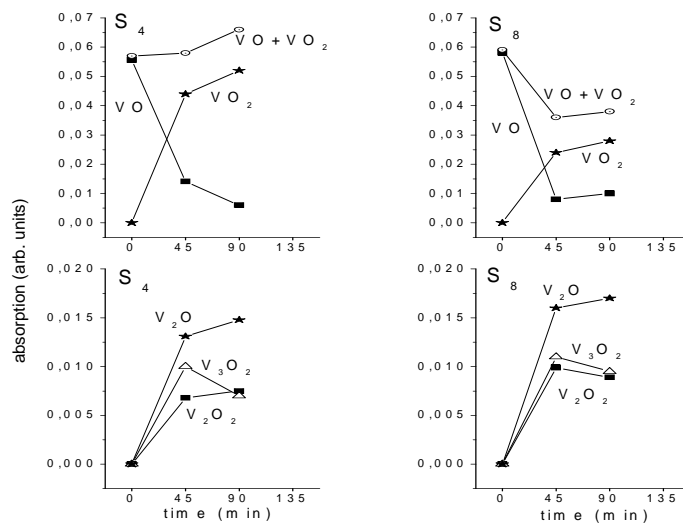 S4
0,07
0,06
0,05
0,04
0,03
0,02
0,01
0,00
VO + VO2
VO
VO2
0 45 90 135
S8
0,07
0,06
0,05
0,04
0,03
0,02
0,01
0,00
VO + VO2
VO
VO2
0 45 90 135
absorption (arb. units)
S4
0,020
0,015
0,010
0,005
0,000
V2O
V3O2
V2O2
0 45 90 135
time (min)
S8
0,020
0,015
0,010
0,005
0,000
V2O
V3O2
V2O2
0 45 90 135
time (min)